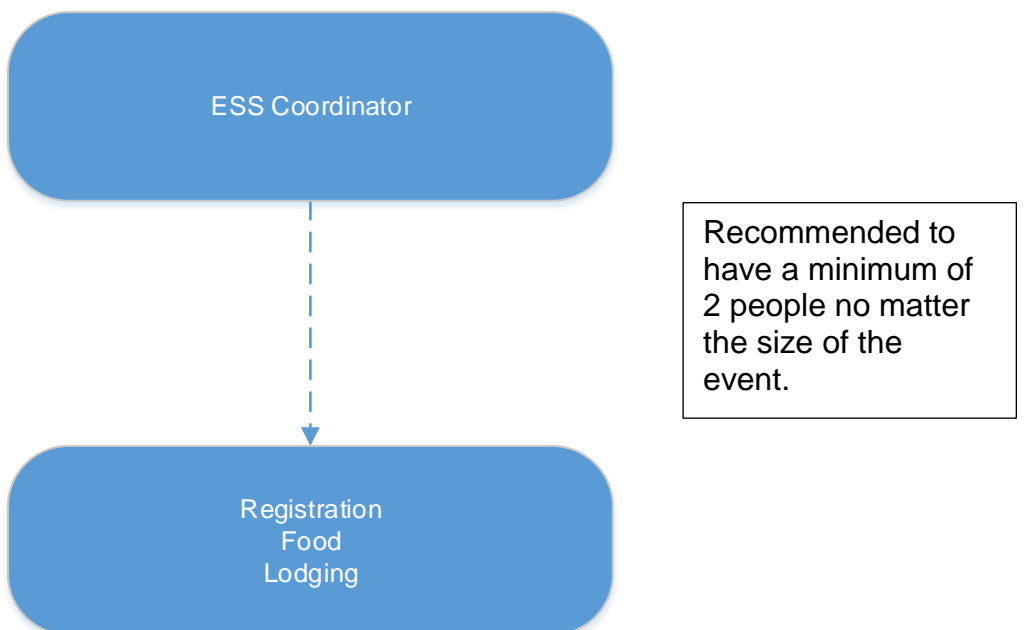 ESS Coordinator
Recommended to
have a minimum of
2 people no matter
the size of the
event.
Registration
Food
Lodging